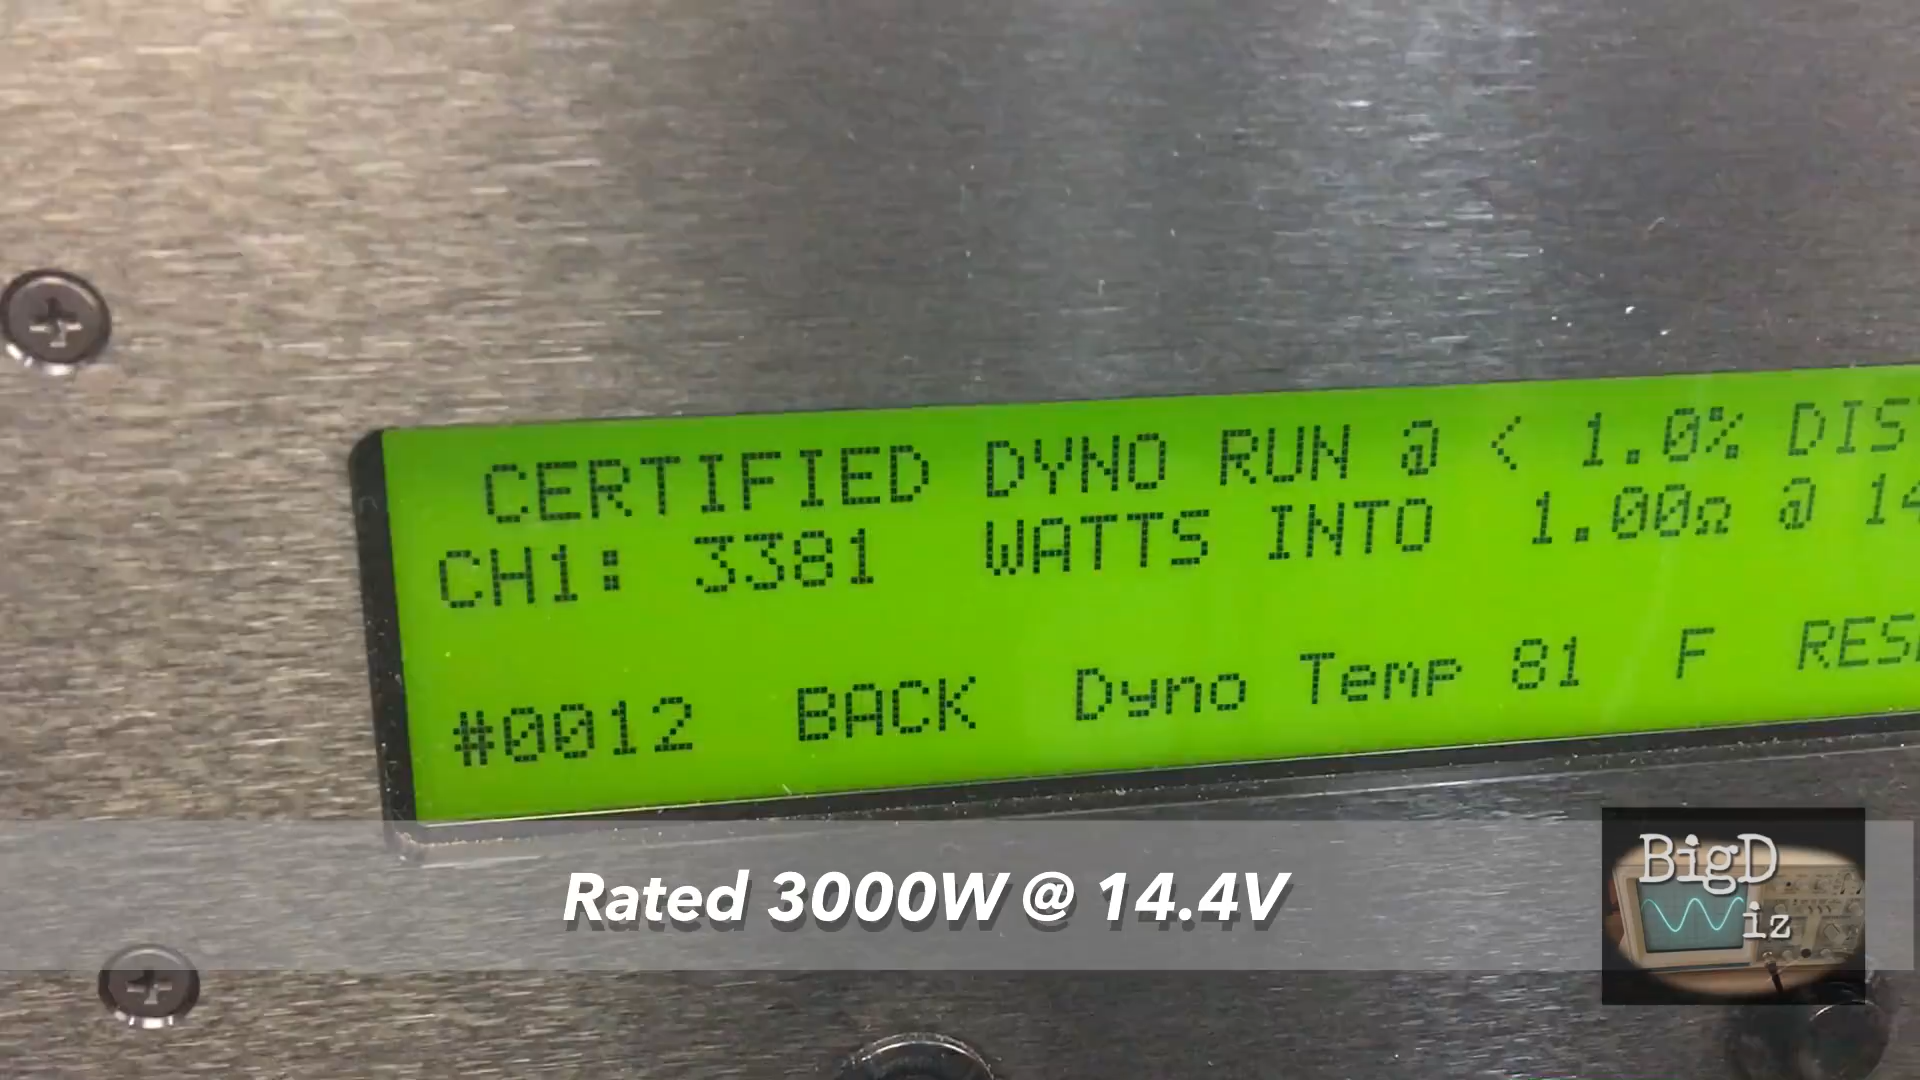 CERTIFIED DYNO RUN @ < 1.0% DIS
CH1: 3381 WATTS INTO 1.00Ω @ 14
#0012 BACK Dyno Temp 81 F RES
Rated 3000W @ 14.4V
BigD
Wiz